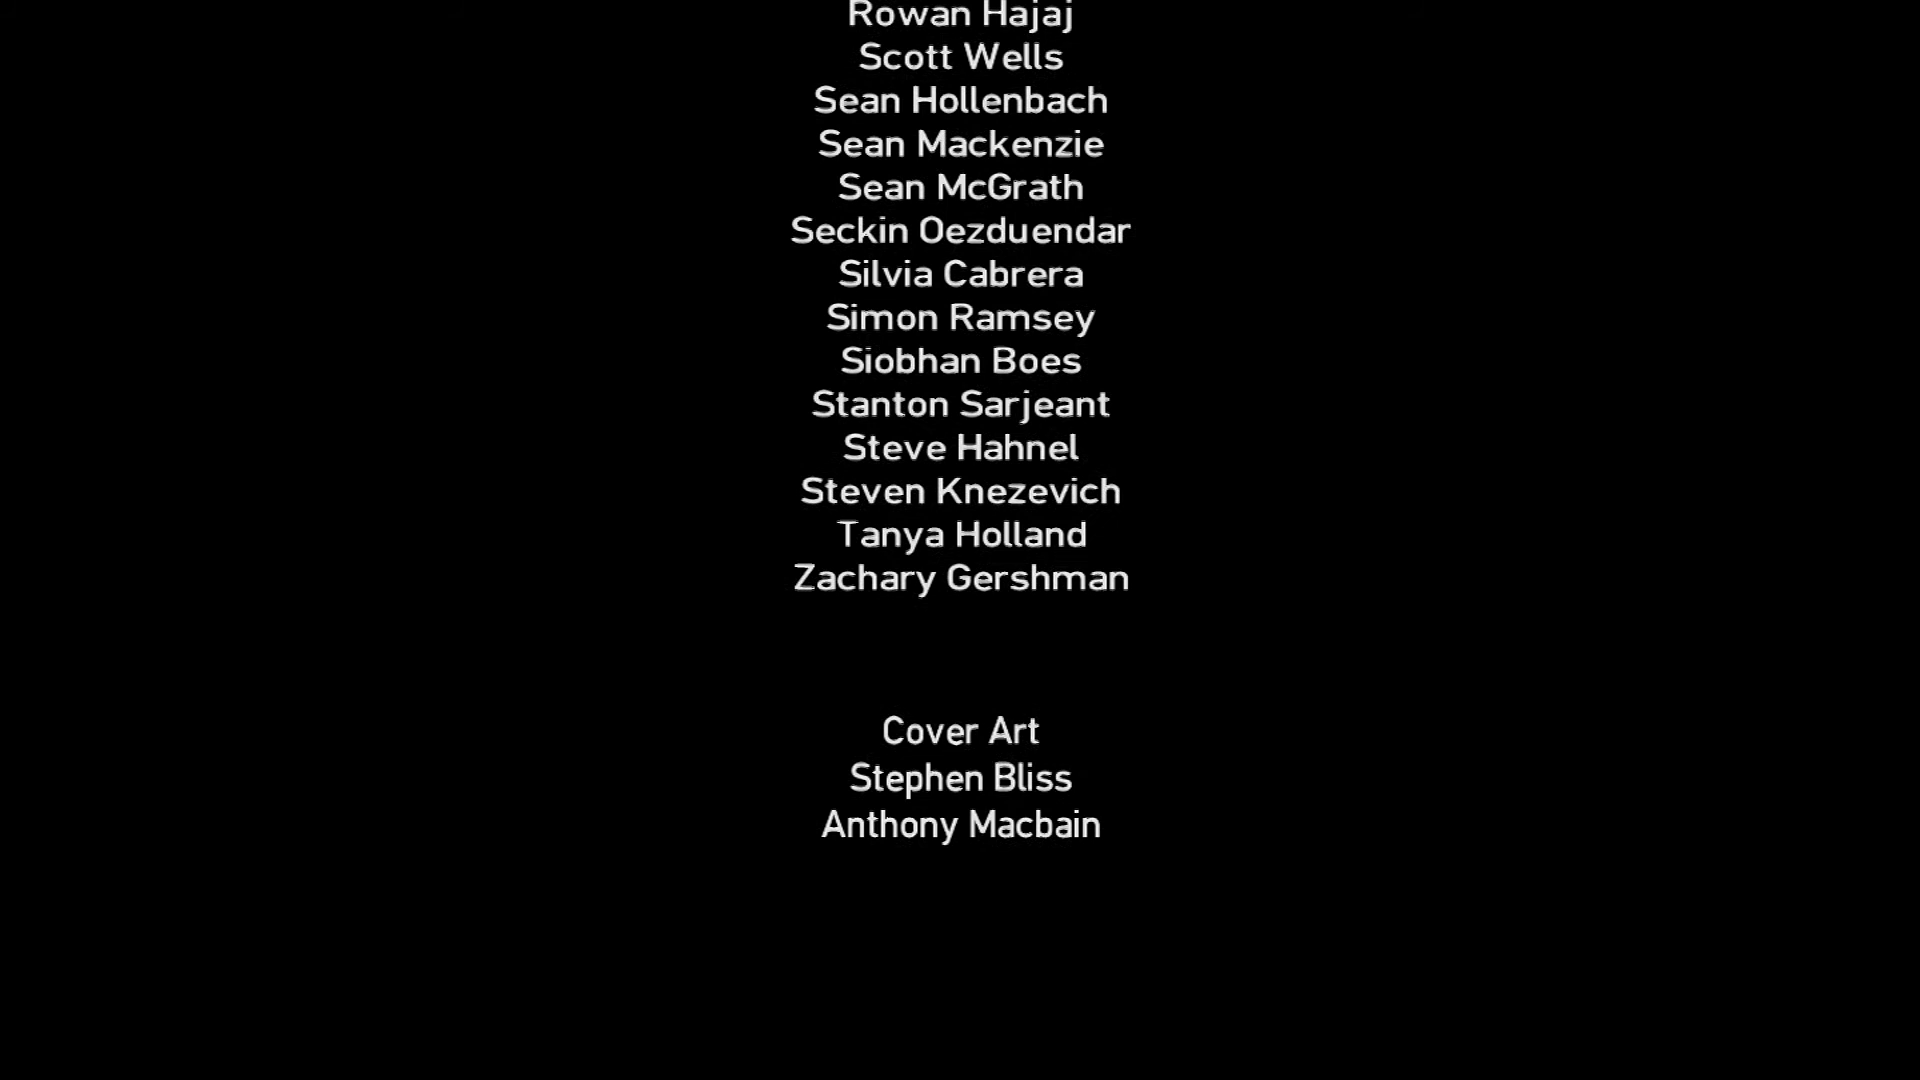 Rowan Hajaj
Scott Wells
Sean Hollenbach
Sean Mackenzie
Sean McGrath
Seckin Oezduendar
Silvia Cabrera
Simon Ramsey
Siobhan Boes
Stanton Sarjeant
Steve Hahnel
Steven Knezevich
Tanya Holland
Zachary Gershman
Cover Art
Stephen Bliss
Anthony Macbain